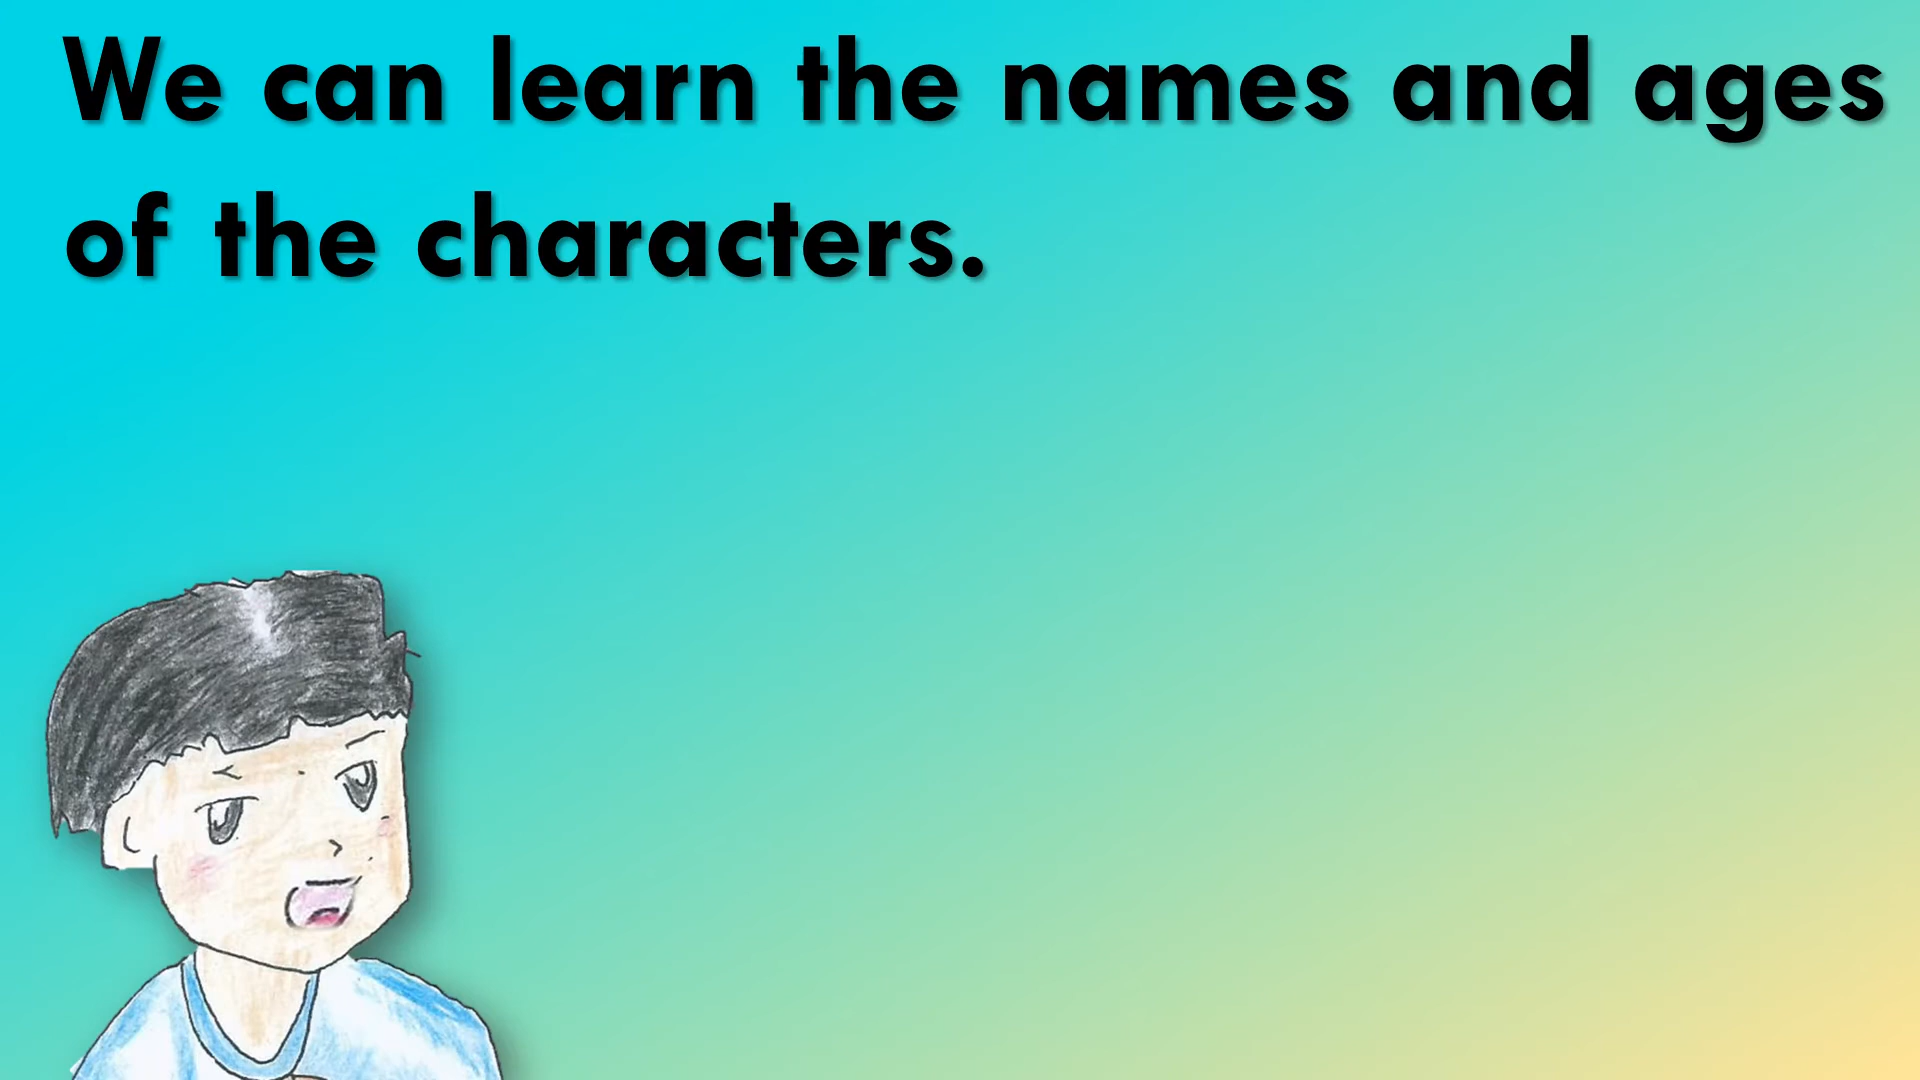 We can learn the names and ages
of the characters.